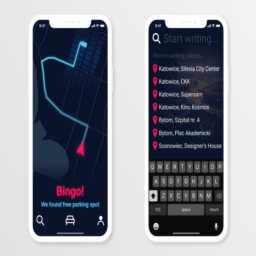 Bingo!
We found free parking spot
Start writing...
Recent parking places
Katowice, Silesia City Center
Katowice, CKK
Katowice, Supersam
Katowice, Kino Kosmos
Bytom, Szpital nr. 4
Bytom, Plac Akademicki
Sosnowiec, Designer's House
Q W E R T Y U I O P
A S D F G H J K L
Z X C V B N M
123 space return